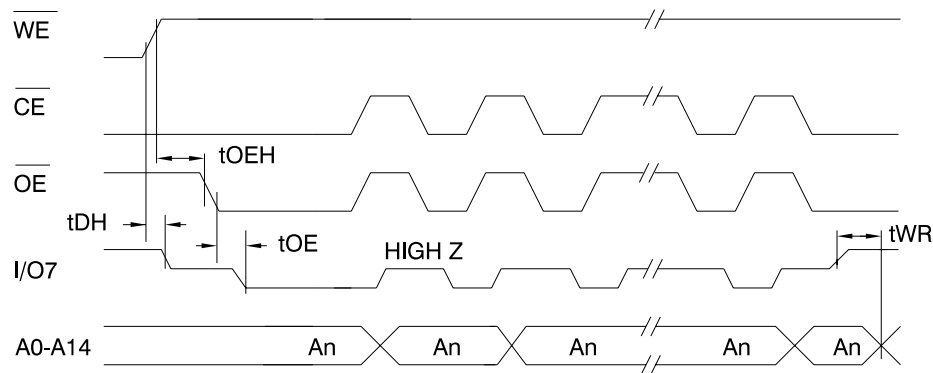 WE
CE
tOEH
OE
tDH
tOE
tWR
HIGH Z
I/O7
A0-A14 An An An An An